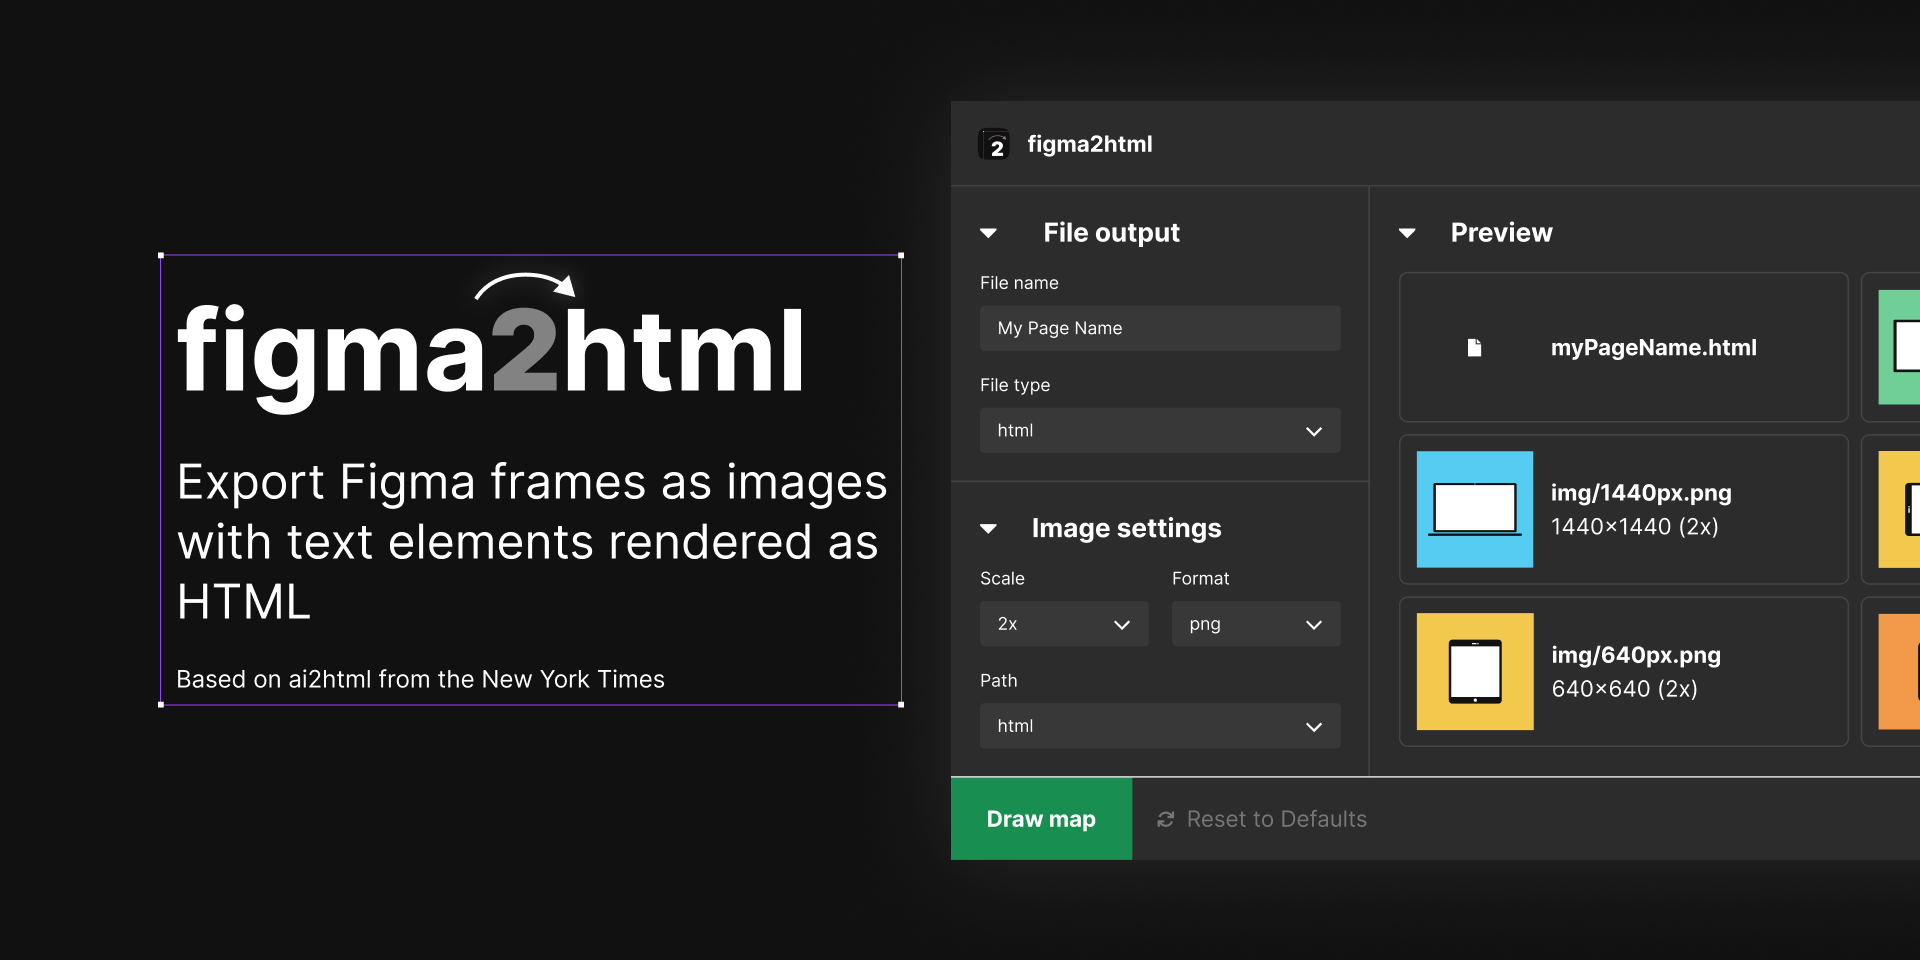 figma2html
Export Figma frames as images
with text elements rendered as
HTML
Based on ai2html from the New York Times
2
figma2html
File output
File name
My Page Name
File type
html
Image settings
Scale
Format
2x
png
Path
html
Preview
myPageName.html
img/1440px.png
1440×1440 (2x)
img/640px.png
640×640 (2x)
Draw map
Reset to Defaults